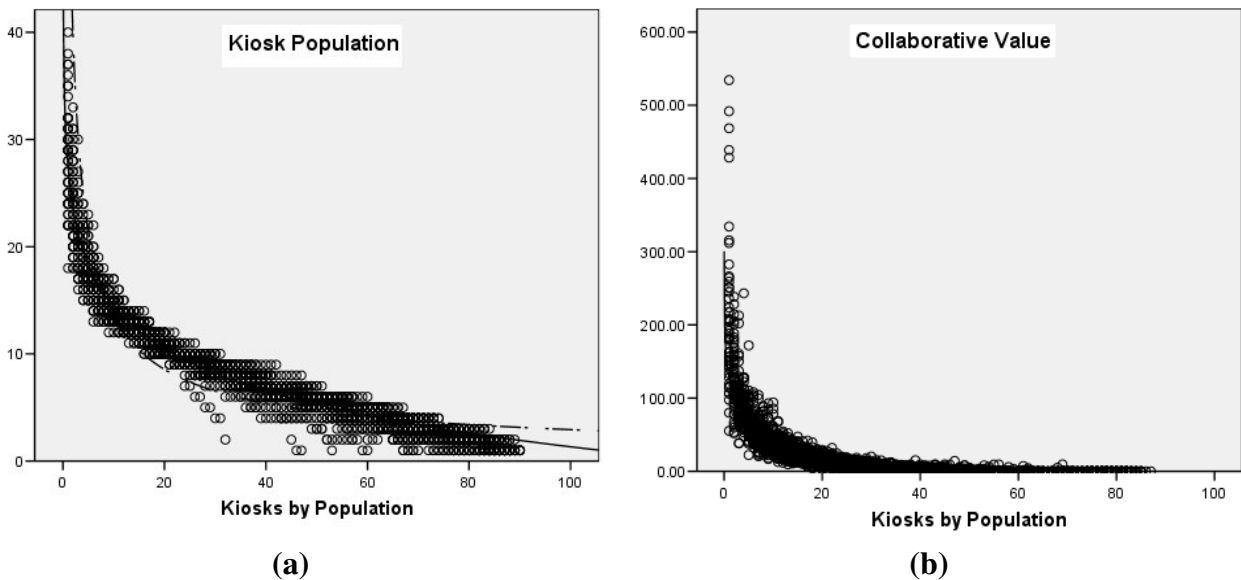 Kiosk Population
40
30
20
10
0
0 20 40 60 80 100
Kiosks by Population
(a)
Collaborative Value
600.00
500.00
400.00
300.00
200.00
100.00
0.00
0 20 40 60 80 100
Kiosks by Population
(b)